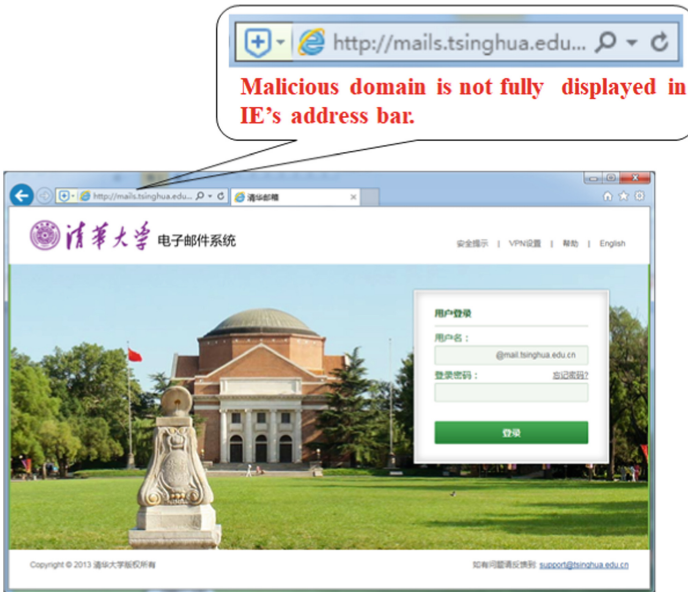 http://mails.tsinghua.edu...
Malicious domain is not fully displayed in
IE's address bar.
http://mails.tsinghua.edu...
清华邮箱
清華大学 电子邮件系统
安全提示 | VPN设置 | 帮助 | English
用户登录
用户名：
@mail.tsinghua.edu.cn
登录密码： 忘记密码?
登录
Copyright © 2013 清华大学版权所有
如有问题请反馈到: support@tsinghua.edu.cn